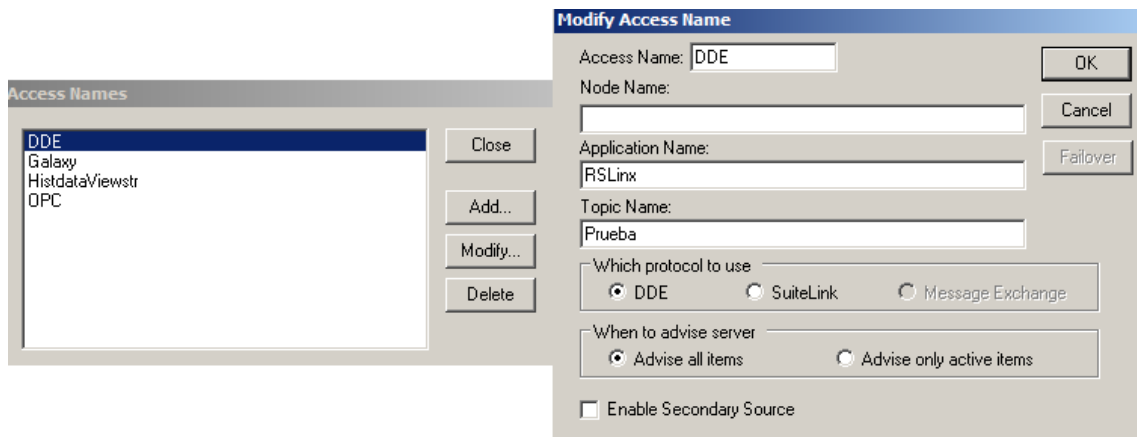 Access Names
DDE
Galaxy
HistdataViewstr
OPC
Close
Add...
Modify...
Delete
Modify Access Name
Access Name: DDE
OK
Node Name:
Cancel
Application Name:
Failover
RSLinx
Topic Name:
Prueba
Which protocol to use
DDE SuiteLink Message Exchange
When to advise server
Advise all items Advise only active items
Enable Secondary Source